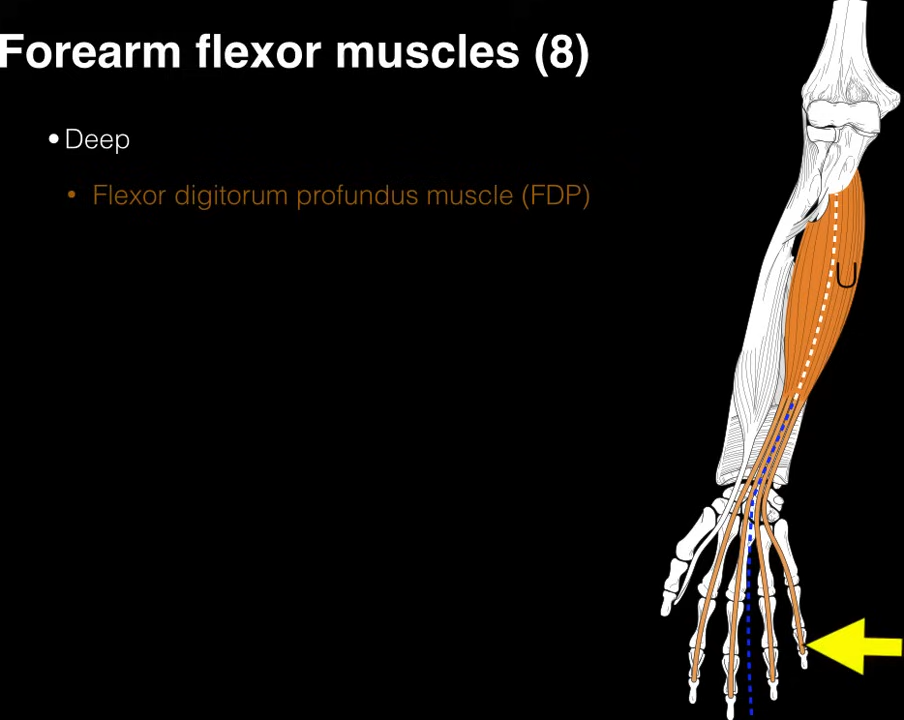 Forearm flexor muscles (8)
•Deep
• Flexor digitorum profundus muscle (FDP)
U